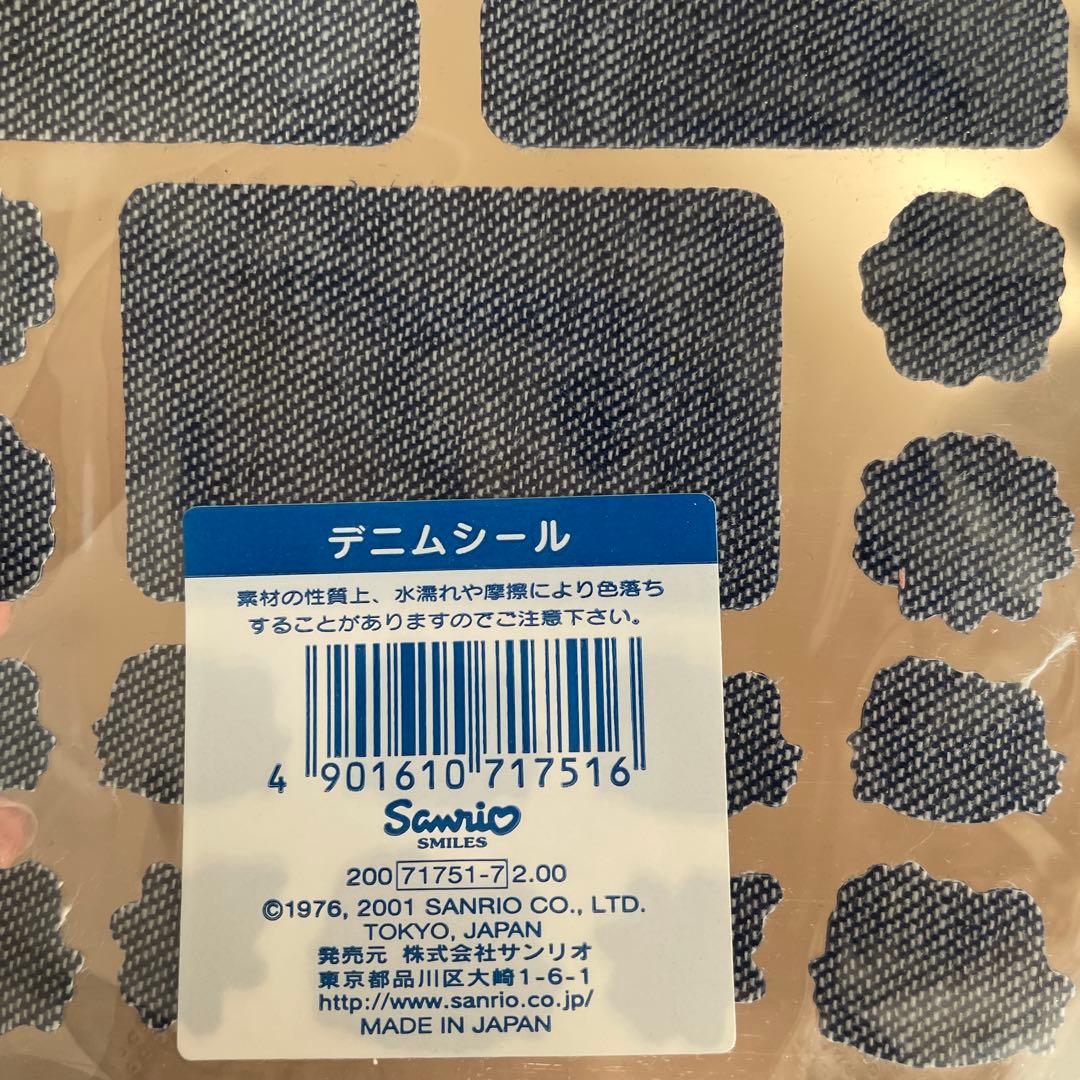 デニムシール
素材の性質上、水濡れや摩擦により色落ち
することがありますのでご注意下さい。
4 901610 717516
Sanrio
SMILES
200 71751-7 2.00
©1976, 2001 SANRIO CO., LTD.
TOKYO, JAPAN
発売元 株式会社サンリオ
東京都品川区大崎1-6-1
http://www.sanrio.co.jp/
MADE IN JAPAN